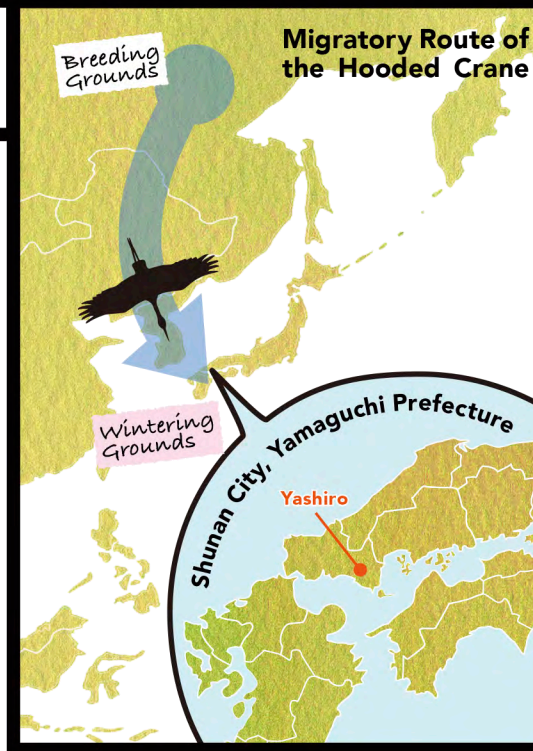 Migratory Route of
the Hooded Crane
Breeding
Grounds
Wintering
Grounds
Shunan City, Yamaguchi Prefecture
Yashiro